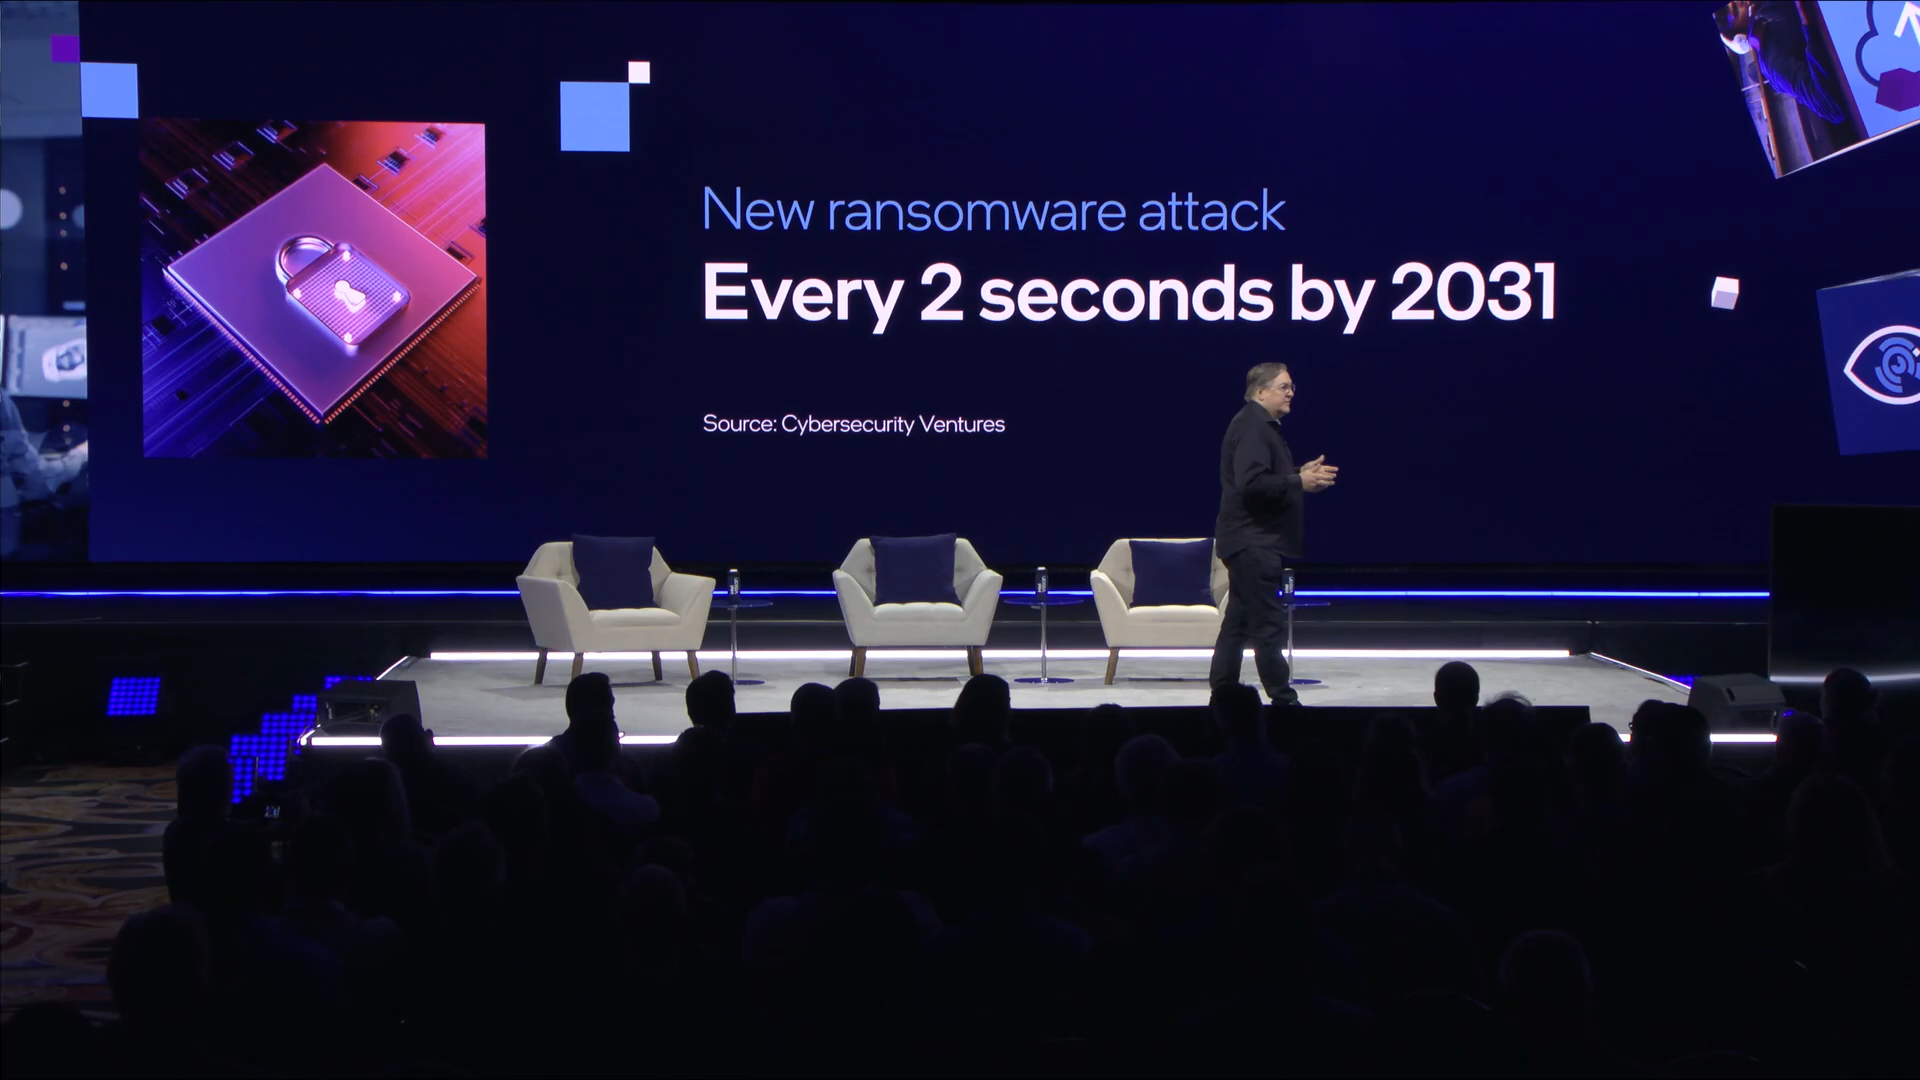 New ransomware attack
Every 2 seconds by 2031
Source: Cybersecurity Ventures